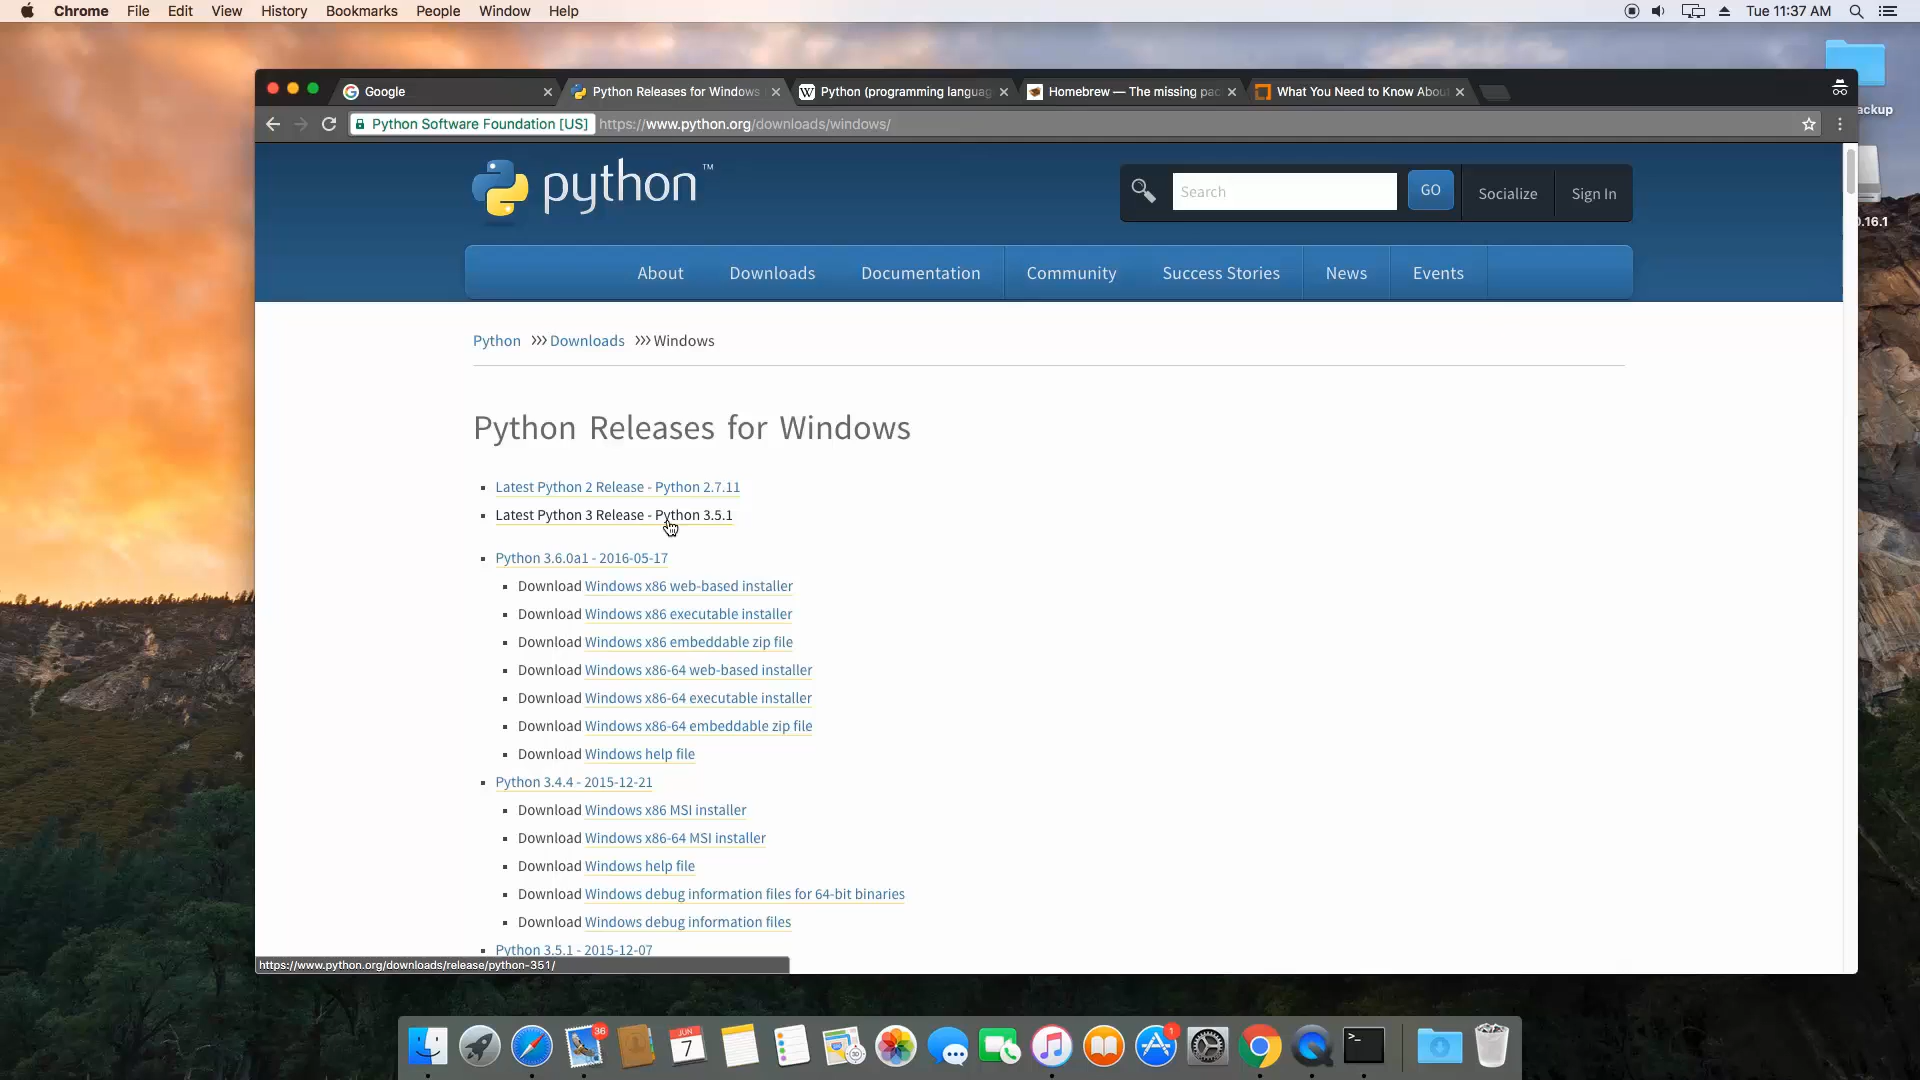 Chrome File Edit View History Bookmarks People Window Help Tue 11:37 AM
ackup
Google
Python Releases for Windows
Python (programming languag
Homebrew — The missing pac
What You Need to Know Abou
Python Software Foundation [US] https://www.python.org/downloads/windows/
python™
Search GO Socialize Sign In
0.16.1
About Downloads Documentation Community Success Stories News Events
Python >>> Downloads >>> Windows
Python Releases for Windows
Latest Python 2 Release - Python 2.7.11
Latest Python 3 Release - Python 3.5.1
Python 3.6.0a1 - 2016-05-17
Download Windows x86 web-based installer
Download Windows x86 executable installer
Download Windows x86 embeddable zip file
Download Windows x86-64 web-based installer
Download Windows x86-64 executable installer
Download Windows x86-64 embeddable zip file
Download Windows help file
Python 3.4.4 - 2015-12-21
Download Windows x86 MSI installer
Download Windows x86-64 MSI installer
Download Windows help file
Download Windows debug information files for 64-bit binaries
Download Windows debug information files
Python 3.5.1 - 2015-12-07
https://www.python.org/downloads/release/python-351/
36
JUN
7
1